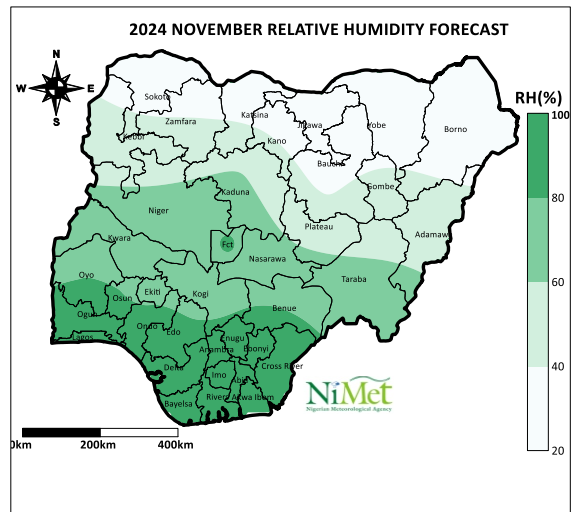 2024 NOVEMBER RELATIVE HUMIDITY FORECAST
N
W E
S
RH(%)
100
80
60
40
20
Sokoto
Zamfara
Katsina
Kano
Jigawa
Yobe
Borno
Kebbi
Bauchi
Gombe
Kaduna
Niger
Plateau
Adamaw
Kwara
Fct
Nasarawa
Taraba
Oyo
Osun
Ekiti
Kogi
Benue
Ogun
Ondo
Edo
Lagos
Enugu
Anambra
Ebonyi
Delta
Imo
Abia
Cross River
Bayelsa
Rivers
Akwa Ibom
NiMet
Nigerian Meteorological Agency
0km 200km 400km